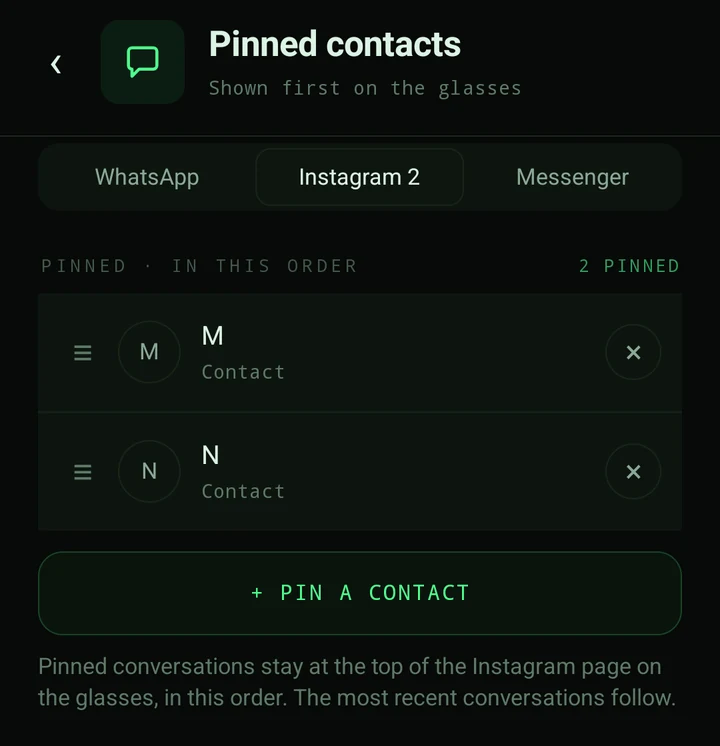 Pinned contacts
Shown first on the glasses
WhatsApp
Instagram 2
Messenger
PINNED · IN THIS ORDER
2 PINNED
M
M
Contact
N
N
Contact
+ PIN A CONTACT
Pinned conversations stay at the top of the Instagram page on
the glasses, in this order. The most recent conversations follow.